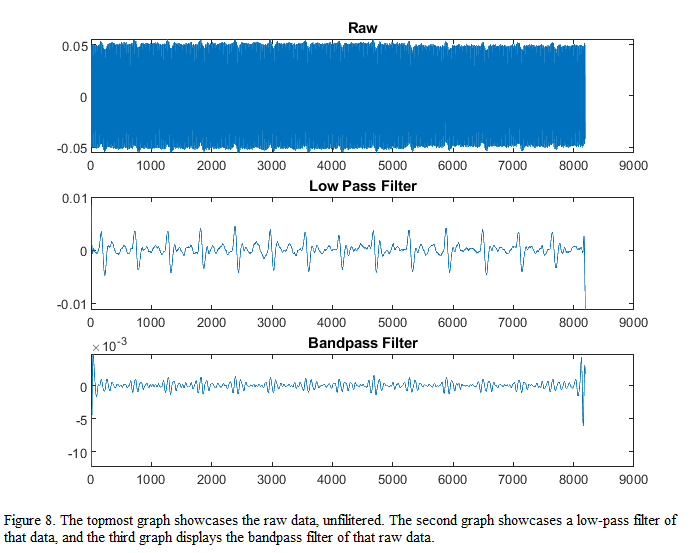 Raw
0.05
0
-0.05
0 1000 2000 3000 4000 5000 6000 7000 8000 9000
Low Pass Filter
0.01
0
-0.01
0 1000 2000 3000 4000 5000 6000 7000 8000 9000
×10-3
Bandpass Filter
0
-5
-10
0 1000 2000 3000 4000 5000 6000 7000 8000 9000
Figure 8. The topmost graph showcases the raw data, unfilitered. The second graph showcases a low-pass filter of
that data, and the third graph displays the bandpass filter of that raw data.